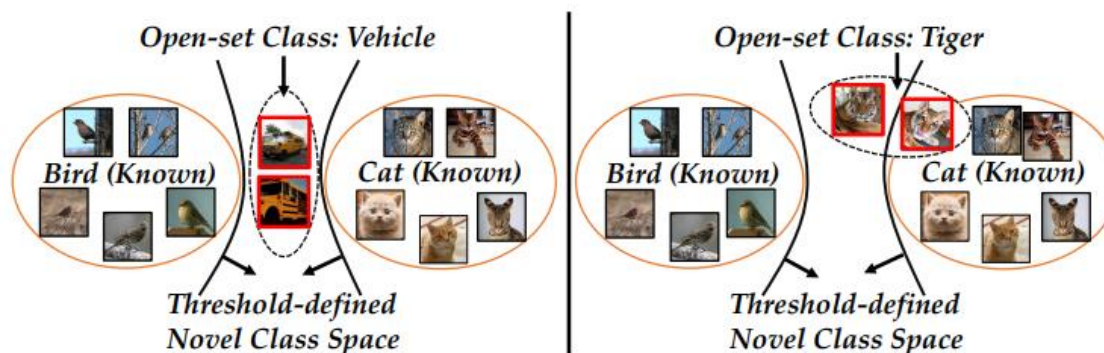 Open-set Class: Vehicle
Bird (Known)
Cat (Known)
Threshold-defined
Novel Class Space
Open-set Class: Tiger
Bird (Known)
Cat (Known)
Threshold-defined
Novel Class Space